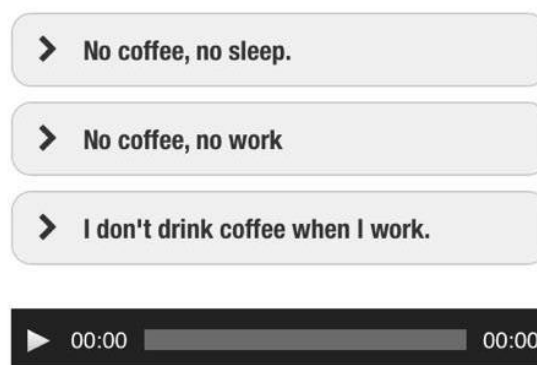 No coffee, no sleep.
No coffee, no work
I don't drink coffee when I work.
00:00 00:00